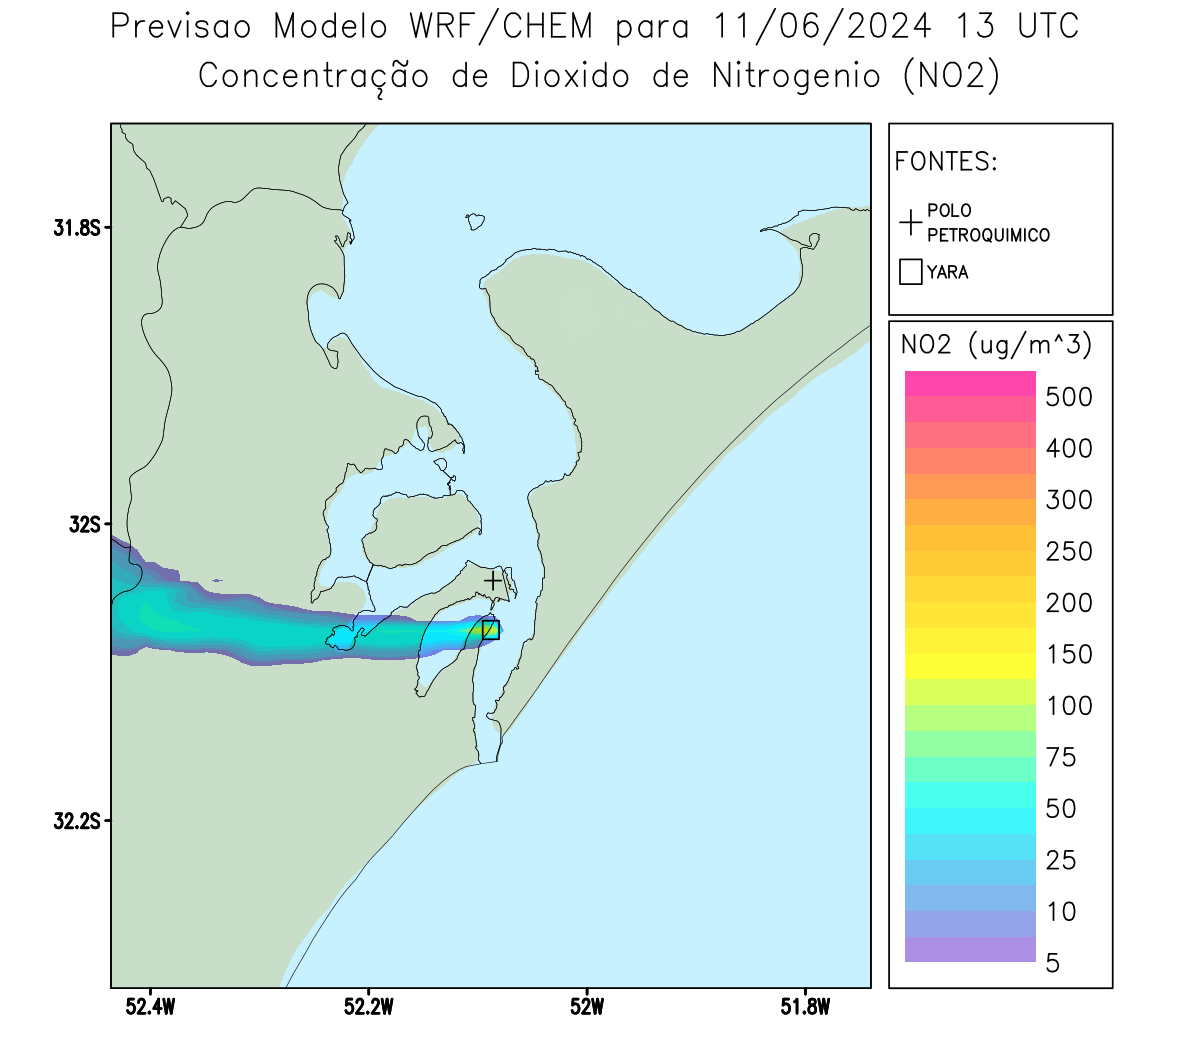 Previsao Modelo WRF/CHEM para 11/06/2024 13 UTC
Concentração de Dioxido de Nitrogenio (NO2)
FONTES:
POLO
PETROQUIMICO
YARA
NO2 (ug/m^3)
500
400
300
250
200
150
100
75
50
25
10
5
31.8S
32S
32.2S
52.4W
52.2W
52W
51.8W